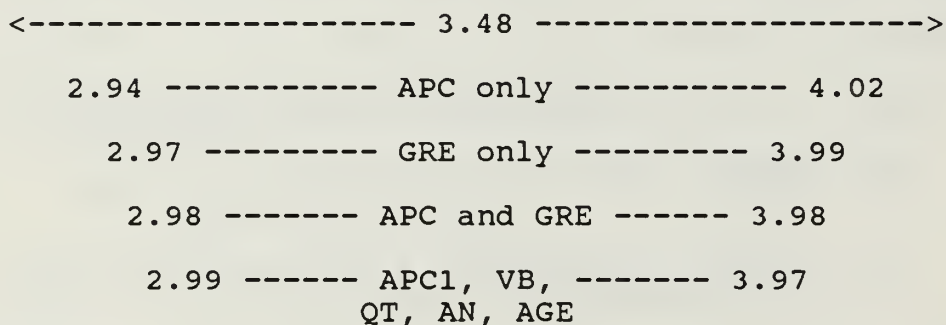 <-------------------- 3.48 ------------------->
2.94 ----------- APC only ----------- 4.02
2.97 --------- GRE only --------- 3.99
2.98 ------- APC and GRE ------ 3.98
2.99 ------ APC1, VB, ------- 3.97
QT, AN, AGE